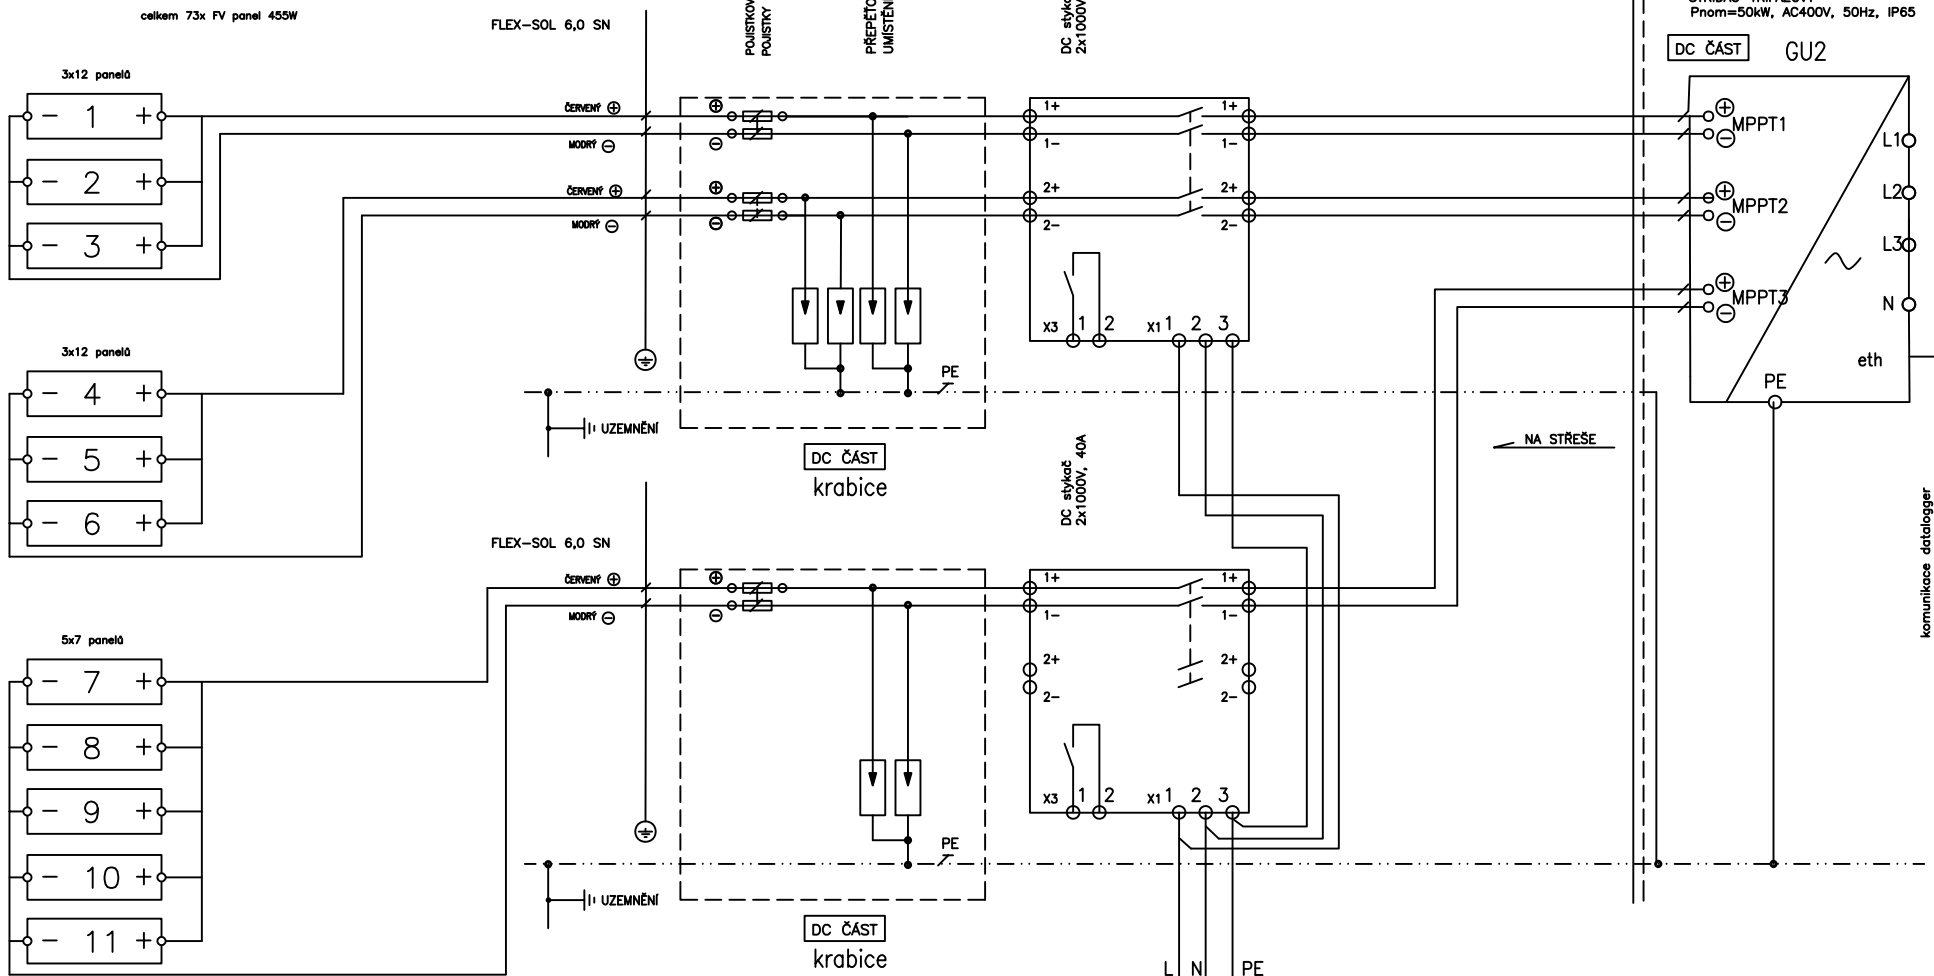 celkem 73x FV panel 455W
FLEX-SOL 6,0 SN
POJISTKY
2x1000V
Pnom=50kW, AC400V, 50Hz, IP65
DC ČÁST
GU2
3x12 panelů
- 1 +
- 2 +
- 3 +
ČERVENÝ +
MODRÝ -
ČERVENÝ +
MODRÝ -
+
-
+
-
1+ 1+
1- 1-
2+ 2+
2- 2-
X3 1 2 X1 1 2 3
+ MPPT1
-
+ MPPT2
-
+ MPPT3
-
L1
L2
L3
N
eth
PE
3x12 panelů
- 4 +
- 5 +
- 6 +
PE
UZEMNĚNÍ
DC ČÁST
krabice
DC stykač
2x1000V, 40A
NA STŘEŠE
komunikace datalogger
FLEX-SOL 6,0 SN
ČERVENÝ +
MODRÝ -
+
-
1+ 1+
1- 1-
2+ 2+
2- 2-
X3 1 2 X1 1 2 3
5x7 panelů
- 7 +
- 8 +
- 9 +
- 10 +
- 11 +
PE
UZEMNĚNÍ
DC ČÁST
krabice
L N PE